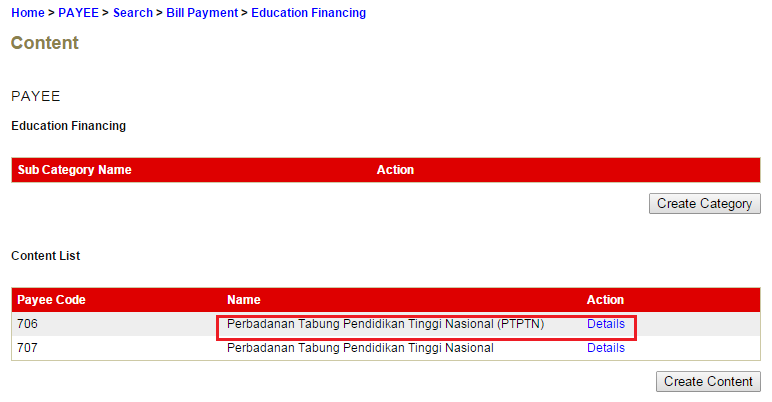 Home > PAYEE > Search > Bill Payment > Education Financing
Content
PAYEE
Education Financing
Sub Category Name Action
Create Category
Content List
Payee Code Name Action
706 Perbadanan Tabung Pendidikan Tinggi Nasional (PTPTN) Details
707 Perbadanan Tabung Pendidikan Tinggi Nasional Details
Create Content